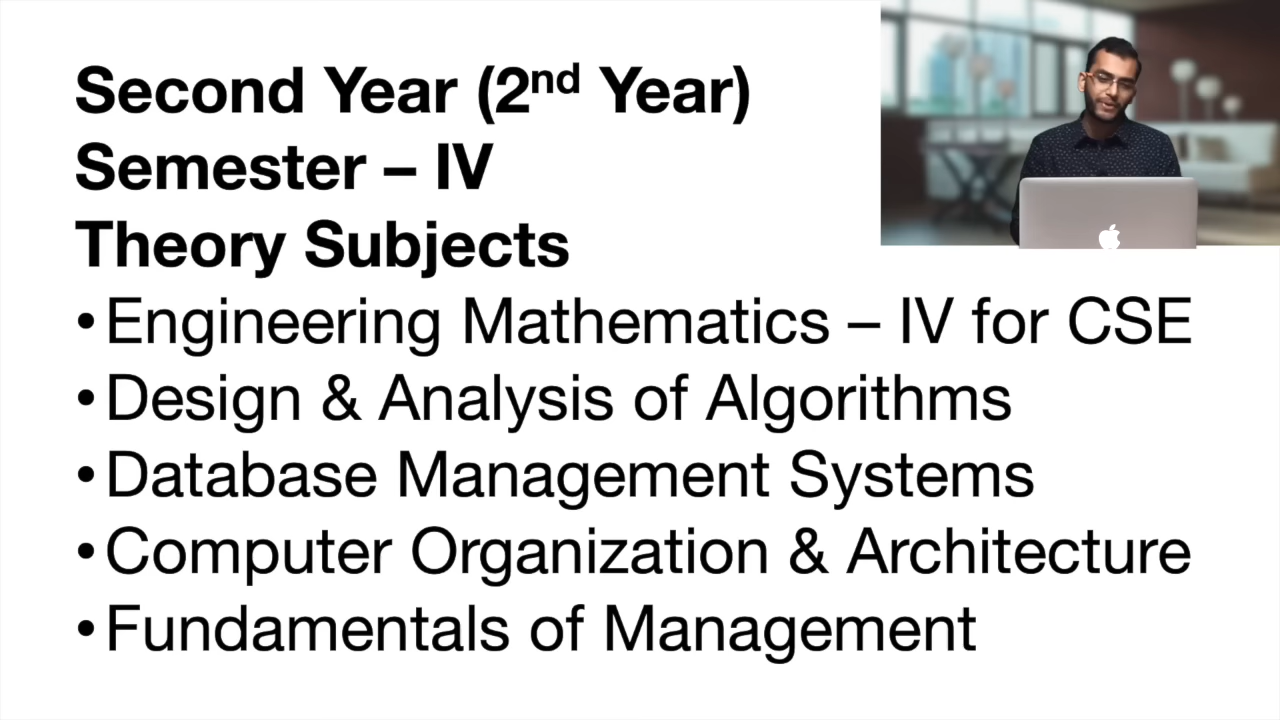 Second Year (2nd Year)
Semester – IV
Theory Subjects
•Engineering Mathematics – IV for CSE
•Design & Analysis of Algorithms
•Database Management Systems
•Computer Organization & Architecture
•Fundamentals of Management